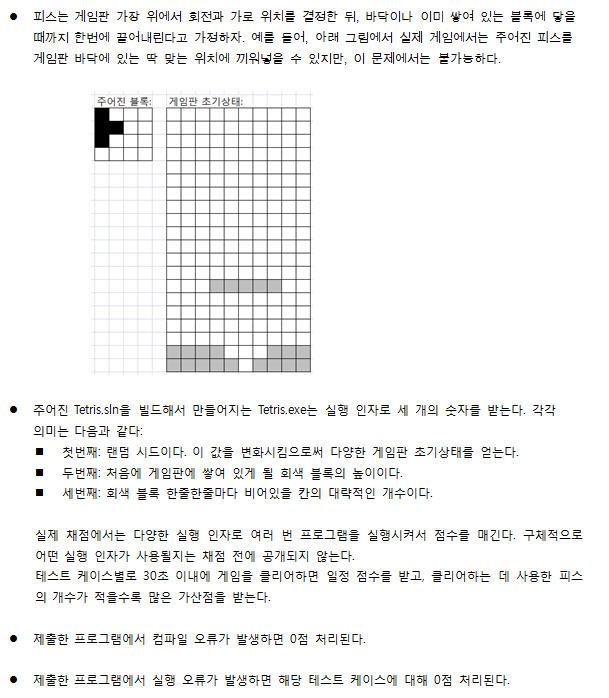 ● 피스는 게임판 가장 위에서 회전과 가로 위치를 결정한 뒤, 바닥이나 이미 쌓여 있는 블록에 닿을
때까지 한번에 끌어내린다고 가정하자. 예를 들어, 아래 그림에서 실제 게임에서는 주어진 피스를
게임판 바닥에 있는 딱 맞는 위치에 끼워넣을 수 있지만, 이 문제에서는 불가능하다.
주어진 블록: 게임판 초기상태:
● 주어진 Tetris.sln을 빌드해서 만들어지는 Tetris.exe는 실행 인자로 세 개의 숫자를 받는다. 각각
의미는 다음과 같다:
■ 첫번째: 랜덤 시드이다. 이 값을 변화시킴으로써 다양한 게임판 초기상태를 얻는다.
■ 두번째: 처음에 게임판에 쌓여 있게 될 회색 블록의 높이이다.
■ 세번째: 회색 블록 한줄한줄마다 비어있을 칸의 대략적인 개수이다.
실제 채점에서는 다양한 실행 인자로 여러 번 프로그램을 실행시켜서 점수를 매긴다. 구체적으로
어떤 실행 인자가 사용될지는 채점 전에 공개되지 않는다.
테스트 케이스별로 30초 이내에 게임을 클리어하면 일정 점수를 받고, 클리어하는 데 사용한 피스
의 개수가 적을수록 많은 가산점을 받는다.
● 제출한 프로그램에서 컴파일 오류가 발생하면 0점 처리된다.
● 제출한 프로그램에서 실행 오류가 발생하면 해당 테스트 케이스에 대해 0점 처리된다.